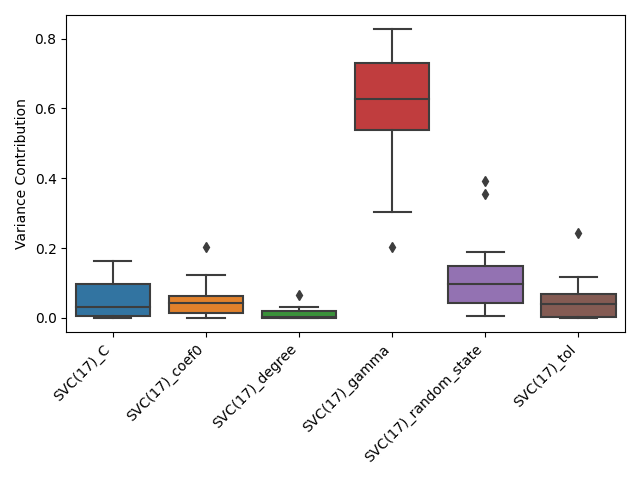 0.8
0.6
0.4
0.2
0.0
Variance Contribution
SVC(17)_C
SVC(17)_coef0
SVC(17)_degree
SVC(17)_gamma
SVC(17)_random_state
SVC(17)_tol